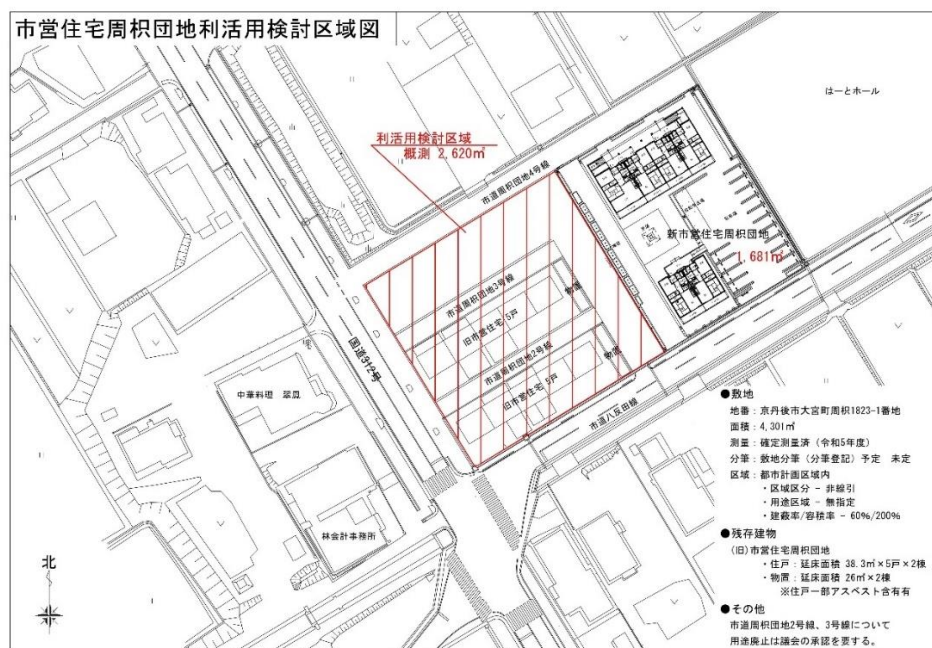 市営住宅周枳団地利活用検討区域図
はーとホール
利活用検討区域
概測 2,620㎡
市道周枳団地4号線
新市営住宅周枳団地
1,681㎡
市道周枳団地3号線
旧市営住宅 5戸
物置
市道周枳団地2号線
旧市営住宅 5戸
物置
国道312号
市道八反田線
中華料理 翠鳳
林会計事務所
北
●敷地
地番：京丹後市大宮町周枳1823-1番地
面積：4,301㎡
測量：確定測量済（令和5年度）
分筆：敷地分筆（分筆登記）予定 未定
区域：都市計画区域内
・区域区分 － 非線引
・用途区域 － 無指定
・建蔽率/容積率 － 60%/200%
●残存建物
(旧)市営住宅周枳団地
・住戸：延床面積 38.3㎡×5戸×2棟
・物置：延床面積 26㎡×2棟
※住戸一部アスベスト含有有
●その他
市道周枳団地2号線、3号線について
用途廃止は議会の承認を要する。